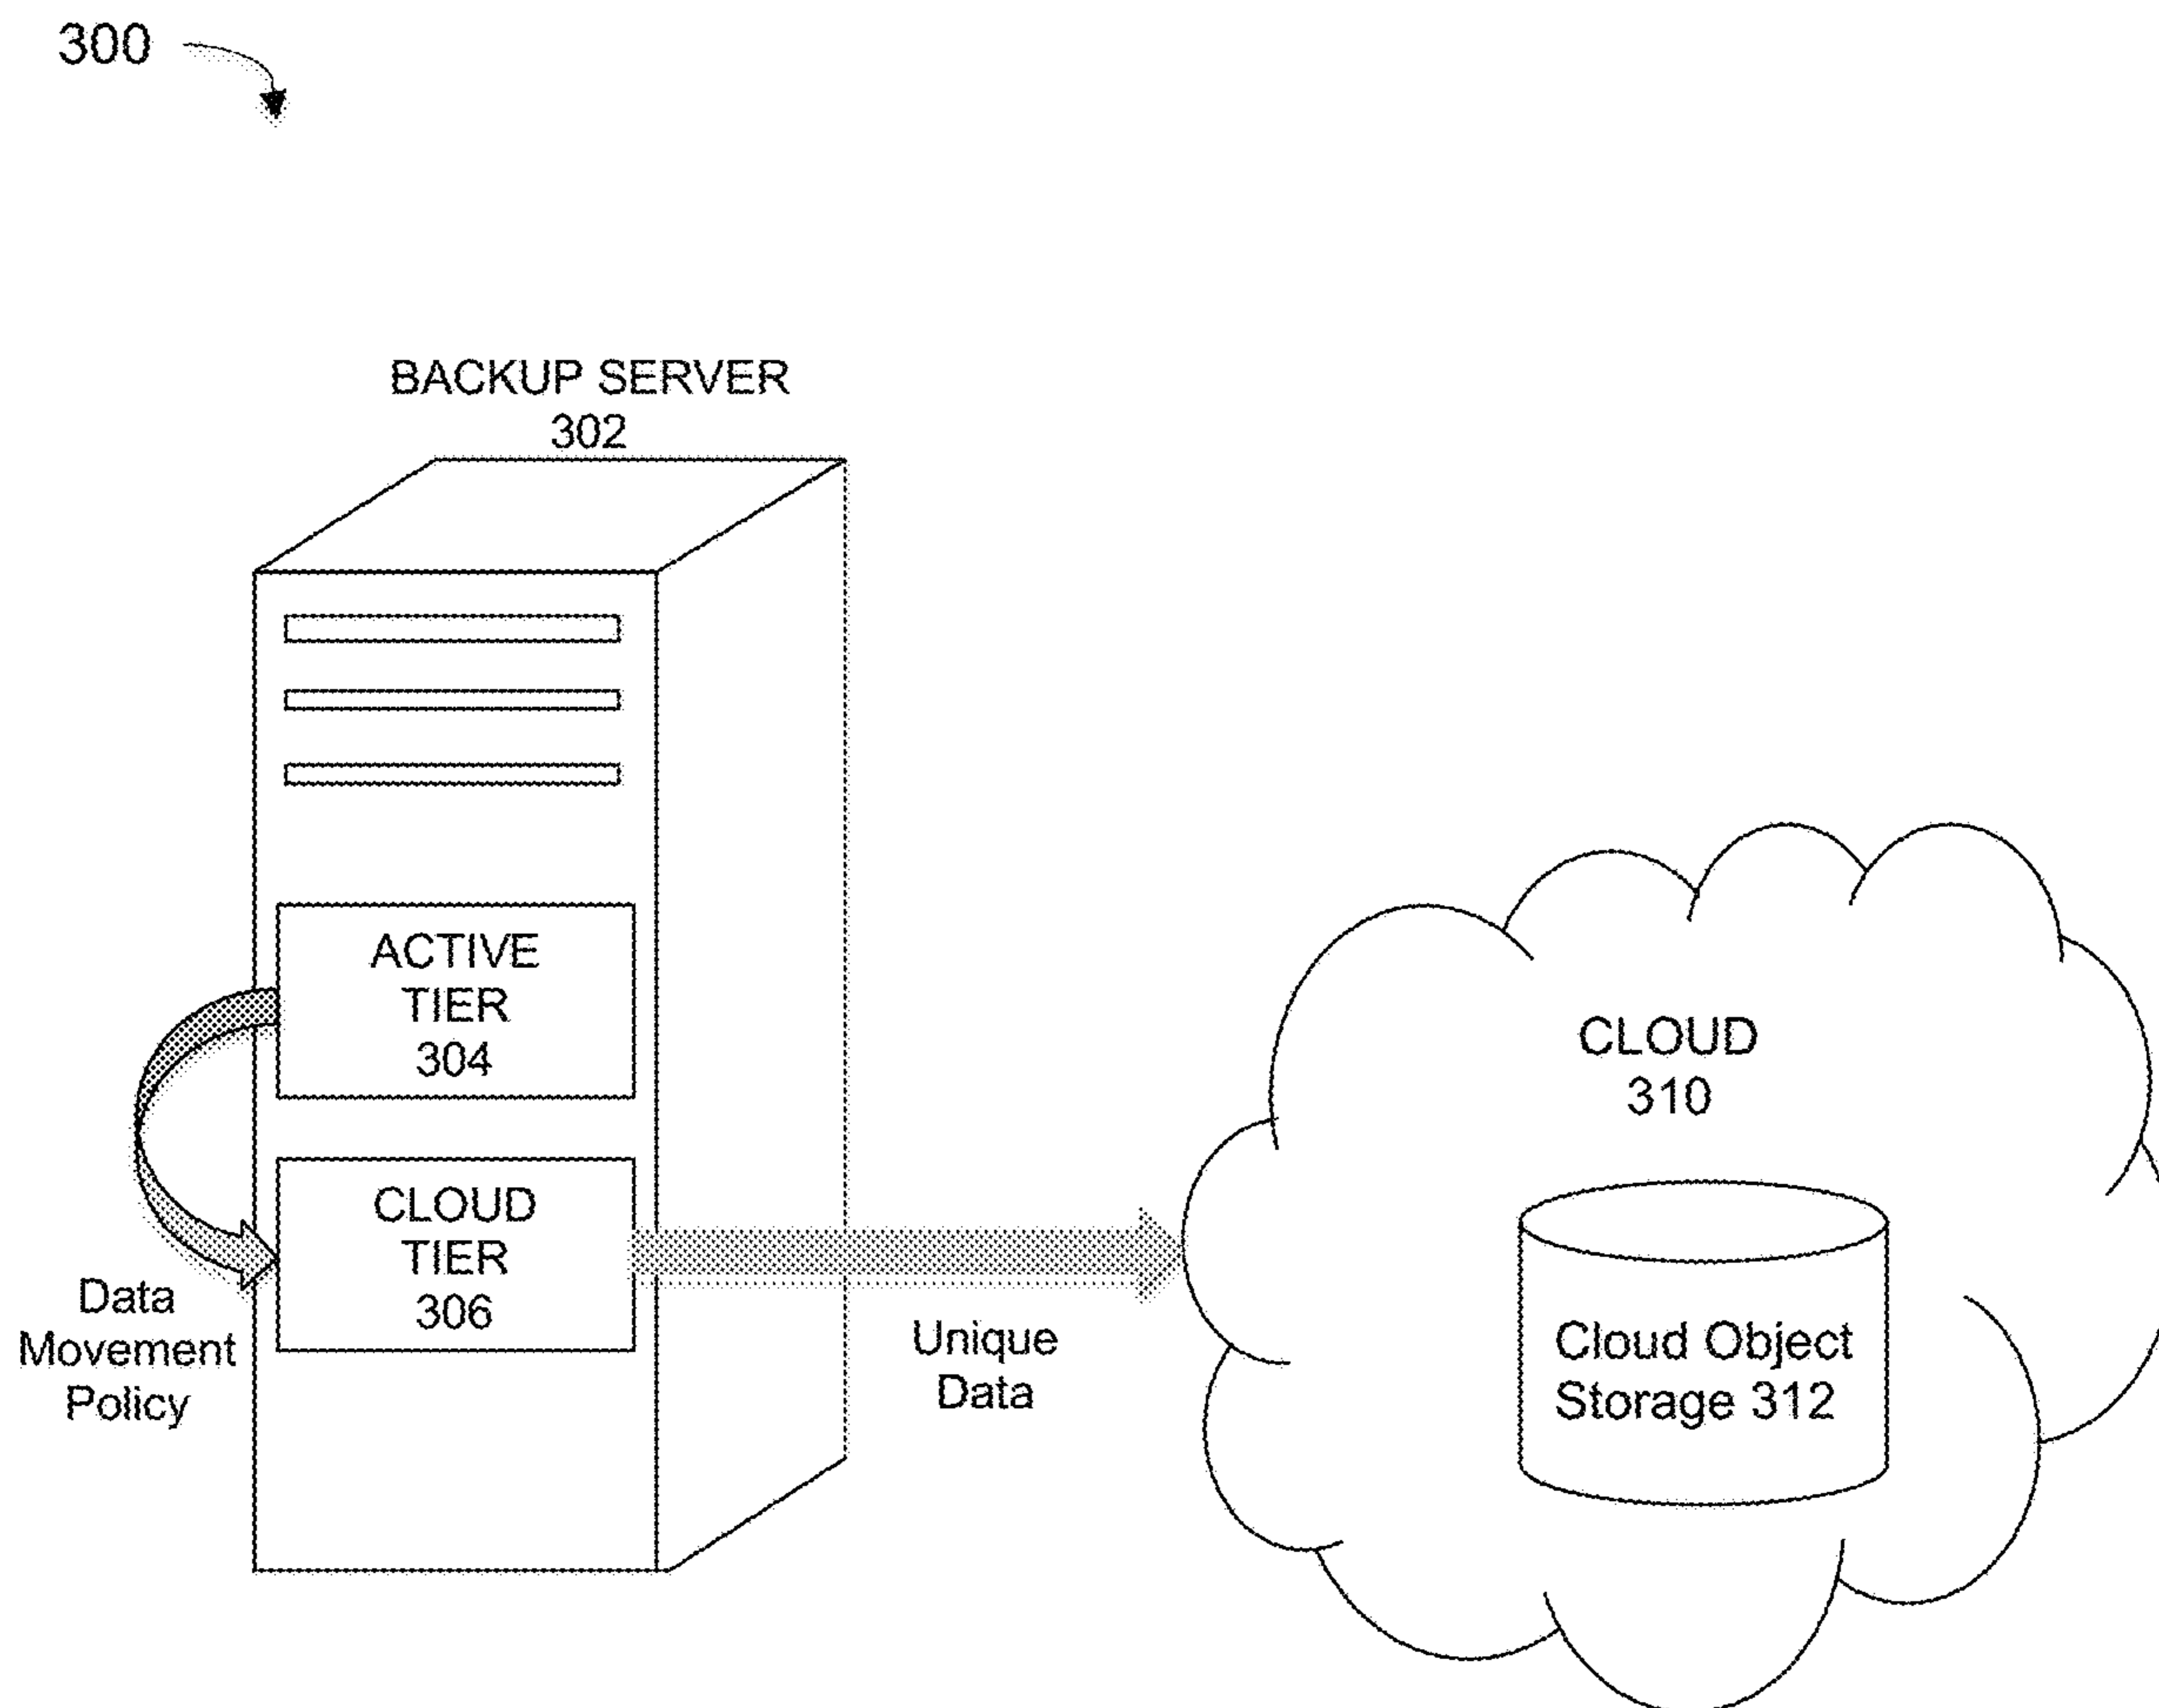 300
BACKUP SERVER
302
ACTIVE
TIER
304
CLOUD
TIER
306
Data
Movement
Policy
Unique
Data
CLOUD
310
Cloud Object
Storage 312